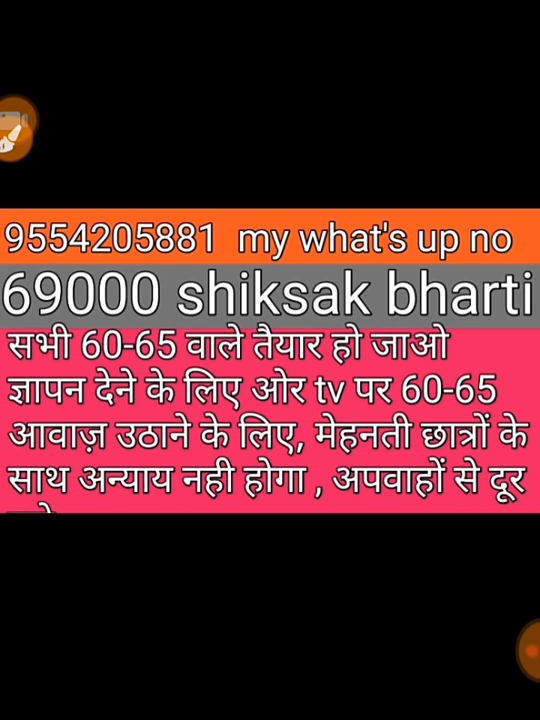 9554205881 my what's up no
69000 shiksak bharti
सभी 60-65 वाले तैयार हो जाओ
ज्ञापन देने के लिए ओर tv पर 60-65
आवाज़ उठाने के लिए, मेहनती छात्रों के
साथ अन्याय नही होगा , अपवाहों से दूर